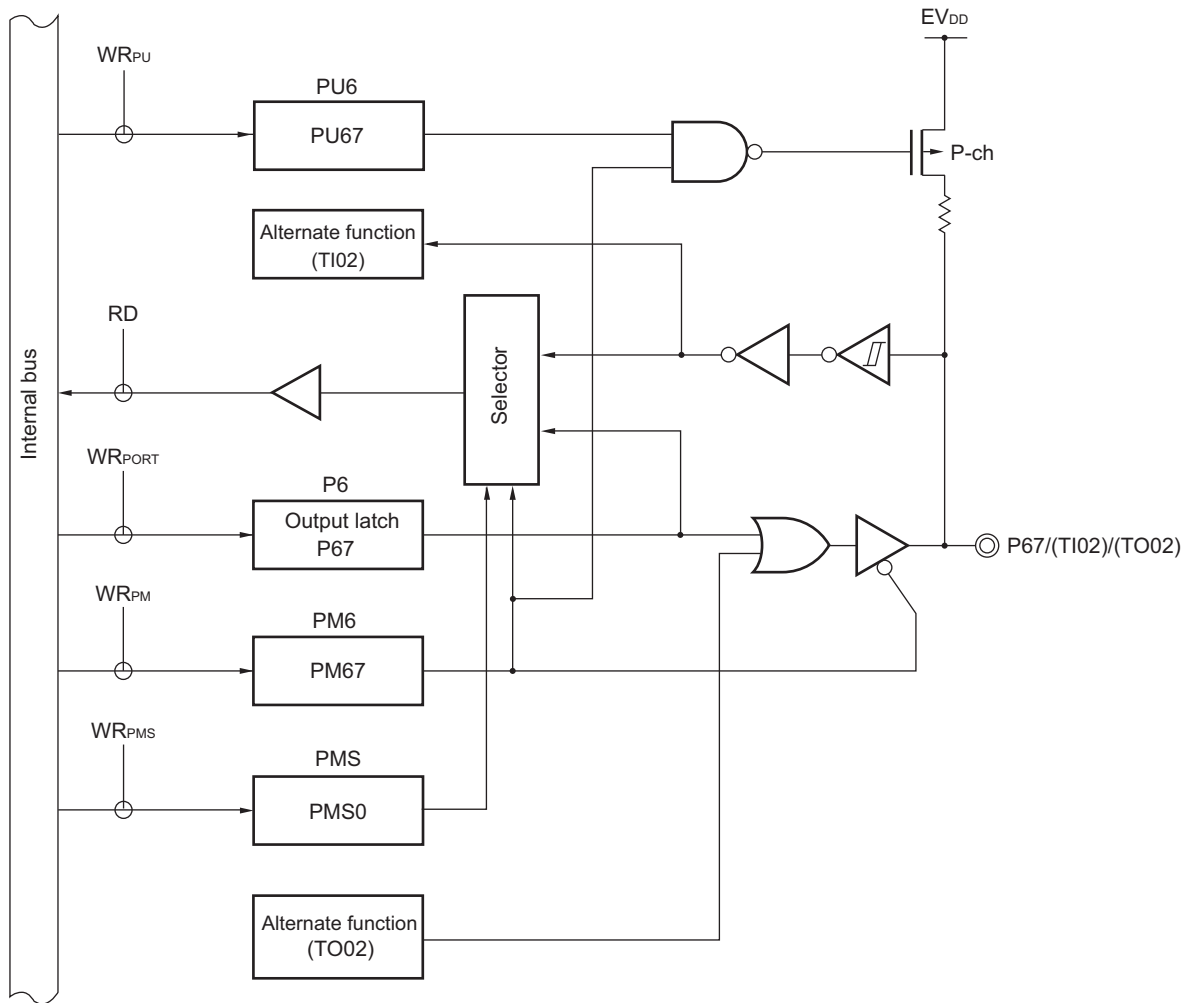 EVDD
WRPU
PU6
PU67
P-ch
Alternate function
(TI02)
RD
Selector
Internal bus
WRPORT
P6
Output latch
P67
P67/(TI02)/(TO02)
WRPM
PM6
PM67
WRPMS
PMS
PMS0
Alternate function
(TO02)